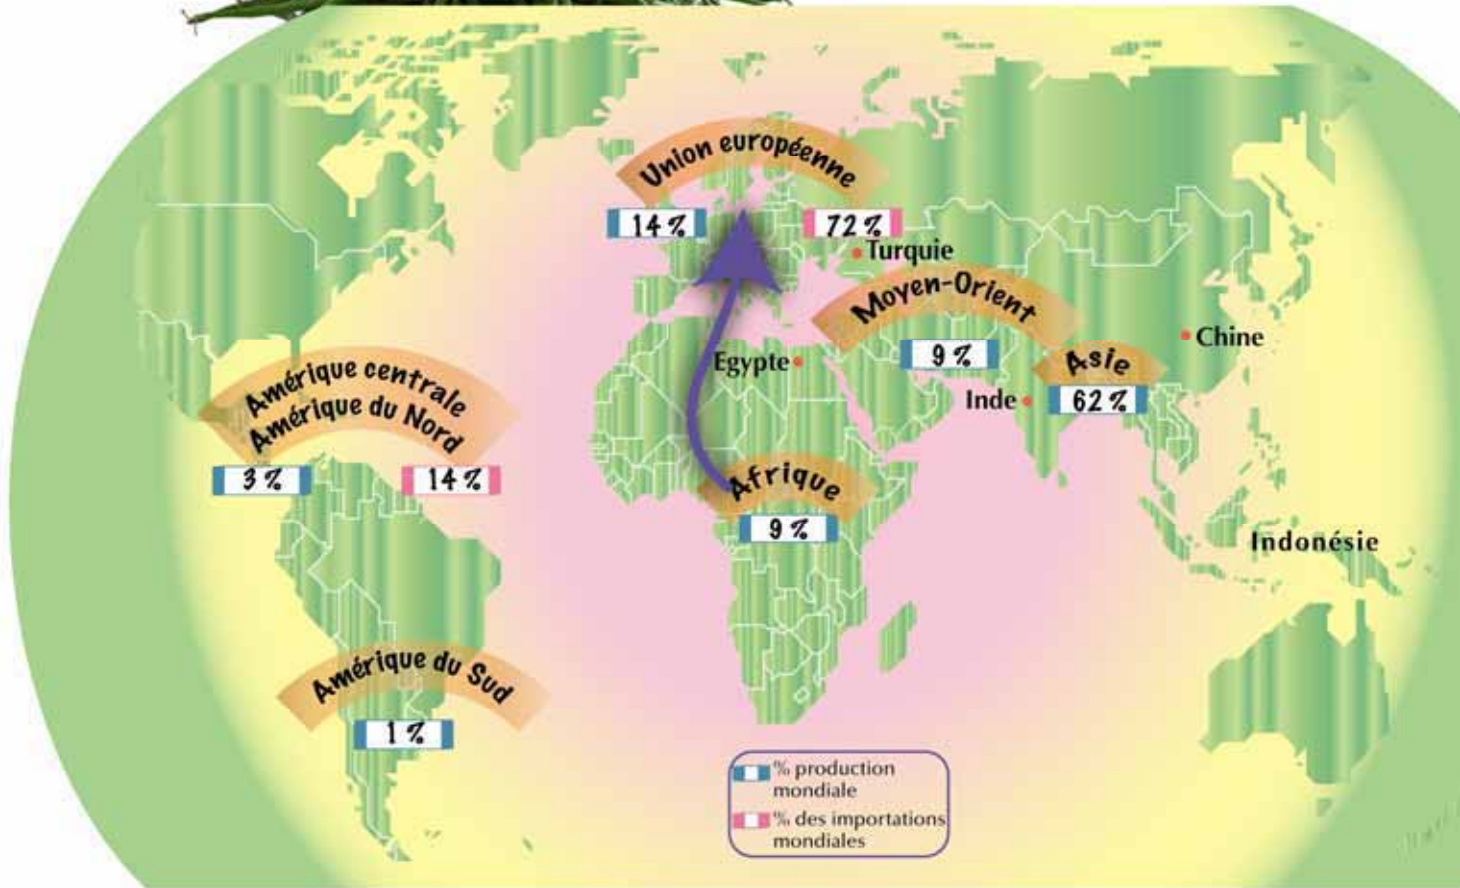 Union européenne
14 %
72 %
Turquie
Moyen-Orient
9 %
Chine
Egypte
Asie
Inde
62 %
Amérique centrale
Amérique du Nord
3 %
14 %
Afrique
9 %
Indonésie
Amérique du Sud
1 %
% production
mondiale
% des importations
mondiales